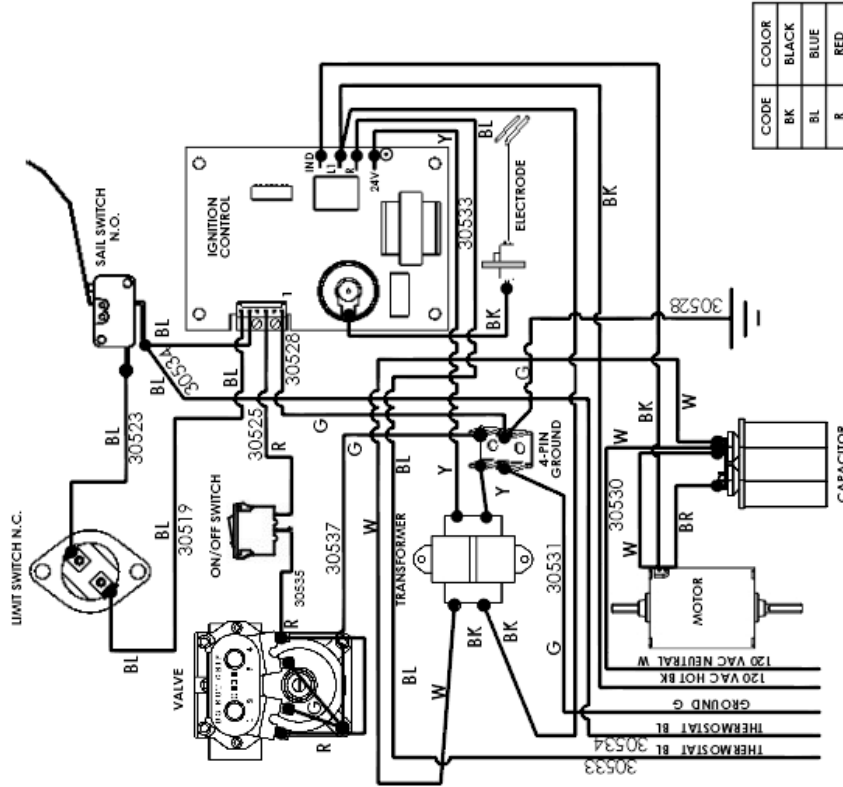 SAIL SWITCH
N.O.
LIMIT SWITCH N.C.
BL
30523
BL
BL
30534
IGNITION
CONTROL
IND
L1
R
24V
1
BL
30519
BL
30525
R
30528
ON/OFF SWITCH
BL
G
G
30537
30535
R
VALVE
R
G
BL
W
TRANSFORMER
Y
Y
4-PIN
GROUND
30531
G
BK
BK
BL
W
Y
BL
30533
ELECTRODE
BK
W
G
30528
BK
BK
W
W
30530
W
BR
MOTOR
CAPACITOR
120 VAC NEUTRAL W
120 VAC HOT BK
GROUND G
THERMOSTAT BL
30534
THERMOSTAT BL
30533
CODE COLOR
BK BLACK
BL BLUE
R RED